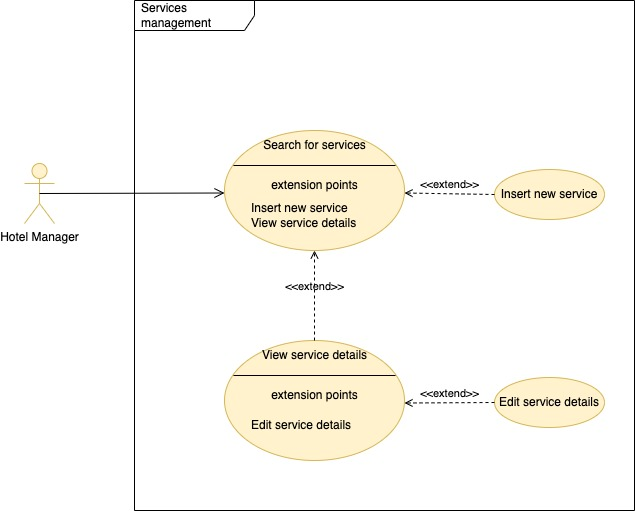 Services
management
Search for services
extension points
Insert new service
View service details
<<extend>>
Insert new service
Hotel Manager
<<extend>>
View service details
extension points
Edit service details
<<extend>>
Edit service details